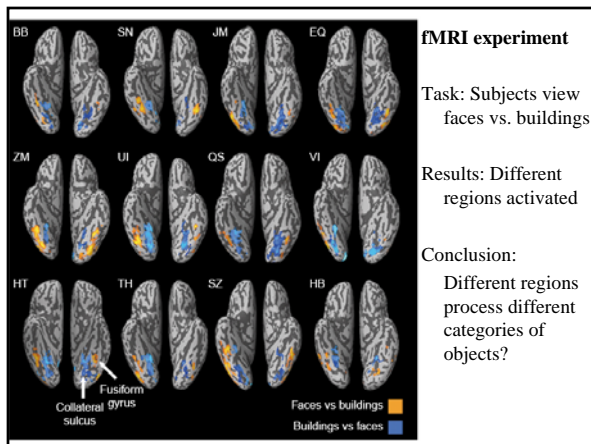 BB SN JM EQ
ZM UI QS VI
HT TH SZ HB
Fusiform
gyrus
Collateral
sulcus
Faces vs buildings
Buildings vs faces
fMRI experiment
Task: Subjects view
faces vs. buildings
Results: Different
regions activated
Conclusion:
Different regions
process different
categories of
objects?